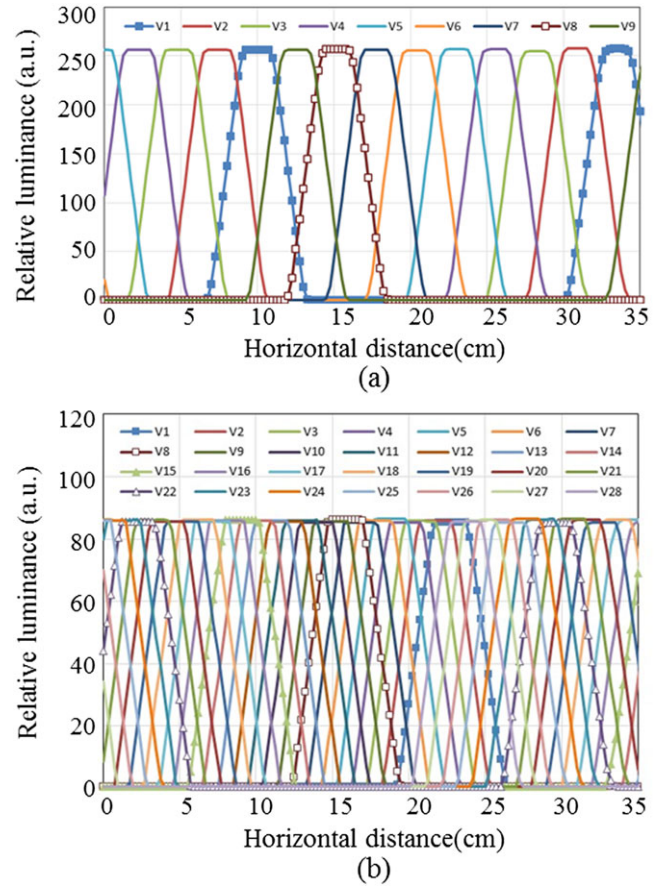 300
250
200
150
100
50
0
Relative luminance (a.u.)
V1 V2 V3 V4 V5 V6 V7 V8 V9
0 5 10 15 20 25 30 35
Horizontal distance(cm)
(a)
120
100
80
60
40
20
0
Relative luminance (a.u.)
V1 V2 V3 V4 V5 V6 V7
V8 V9 V10 V11 V12 V13 V14
V15 V16 V17 V18 V19 V20 V21
V22 V23 V24 V25 V26 V27 V28
0 5 10 15 20 25 30 35
Horizontal distance(cm)
(b)